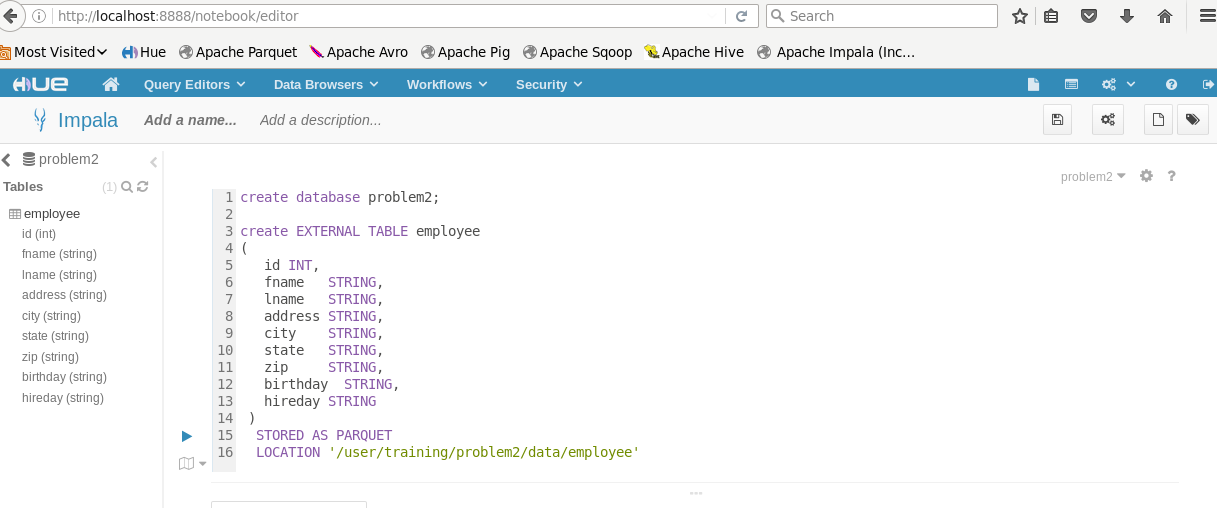 http://localhost:8888/notebook/editor
Search
Most Visited Hue Apache Parquet Apache Avro Apache Pig Apache Sqoop Apache Hive Apache Impala (Inc…
HUE Query Editors Data Browsers Workflows Security
Impala Add a name... Add a description...
problem2
Tables (1)
employee
id (int)
fname (string)
lname (string)
address (string)
city (string)
state (string)
zip (string)
birthday (string)
hireday (string)
problem2 ?
1 create database problem2;
2
3 create EXTERNAL TABLE employee
4 (
5 id INT,
6 fname STRING,
7 lname STRING,
8 address STRING,
9 city STRING,
10 state STRING,
11 zip STRING,
12 birthday STRING,
13 hireday STRING
14 )
15 STORED AS PARQUET
16 LOCATION '/user/training/problem2/data/employee'